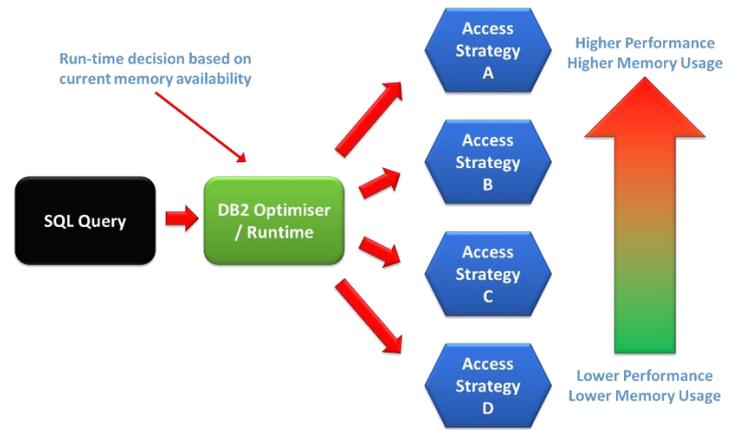 Run-time decision based on
current memory availability
SQL Query
DB2 Optimiser
/ Runtime
Access
Strategy
A
Access
Strategy
B
Access
Strategy
C
Access
Strategy
D
Higher Performance
Higher Memory Usage
Lower Performance
Lower Memory Usage